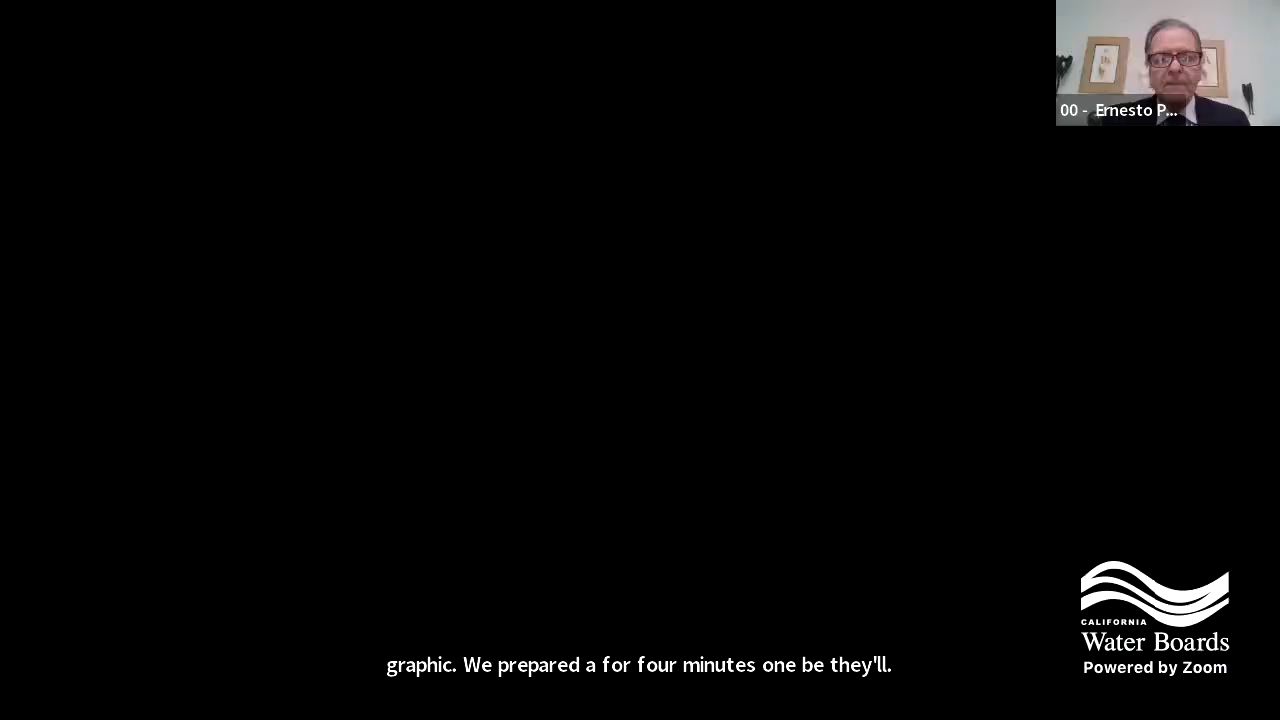 00 - Ernesto P...
CALIFORNIA
Water Boards
Powered by Zoom
graphic. We prepared a for four minutes one be they'll.